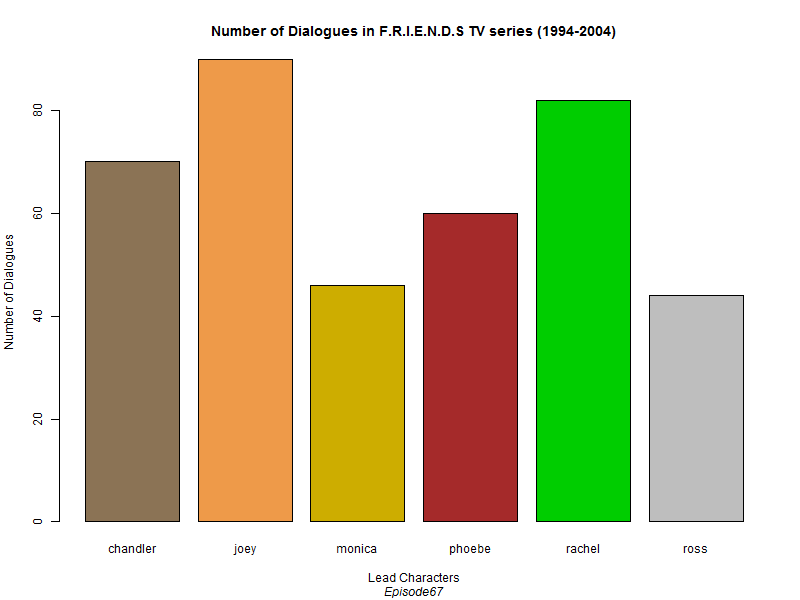 Number of Dialogues in F.R.I.E.N.D.S TV series (1994-2004)
Number of Dialogues
80
60
40
20
0
chandler joey monica phoebe rachel ross
Lead Characters
Episode67